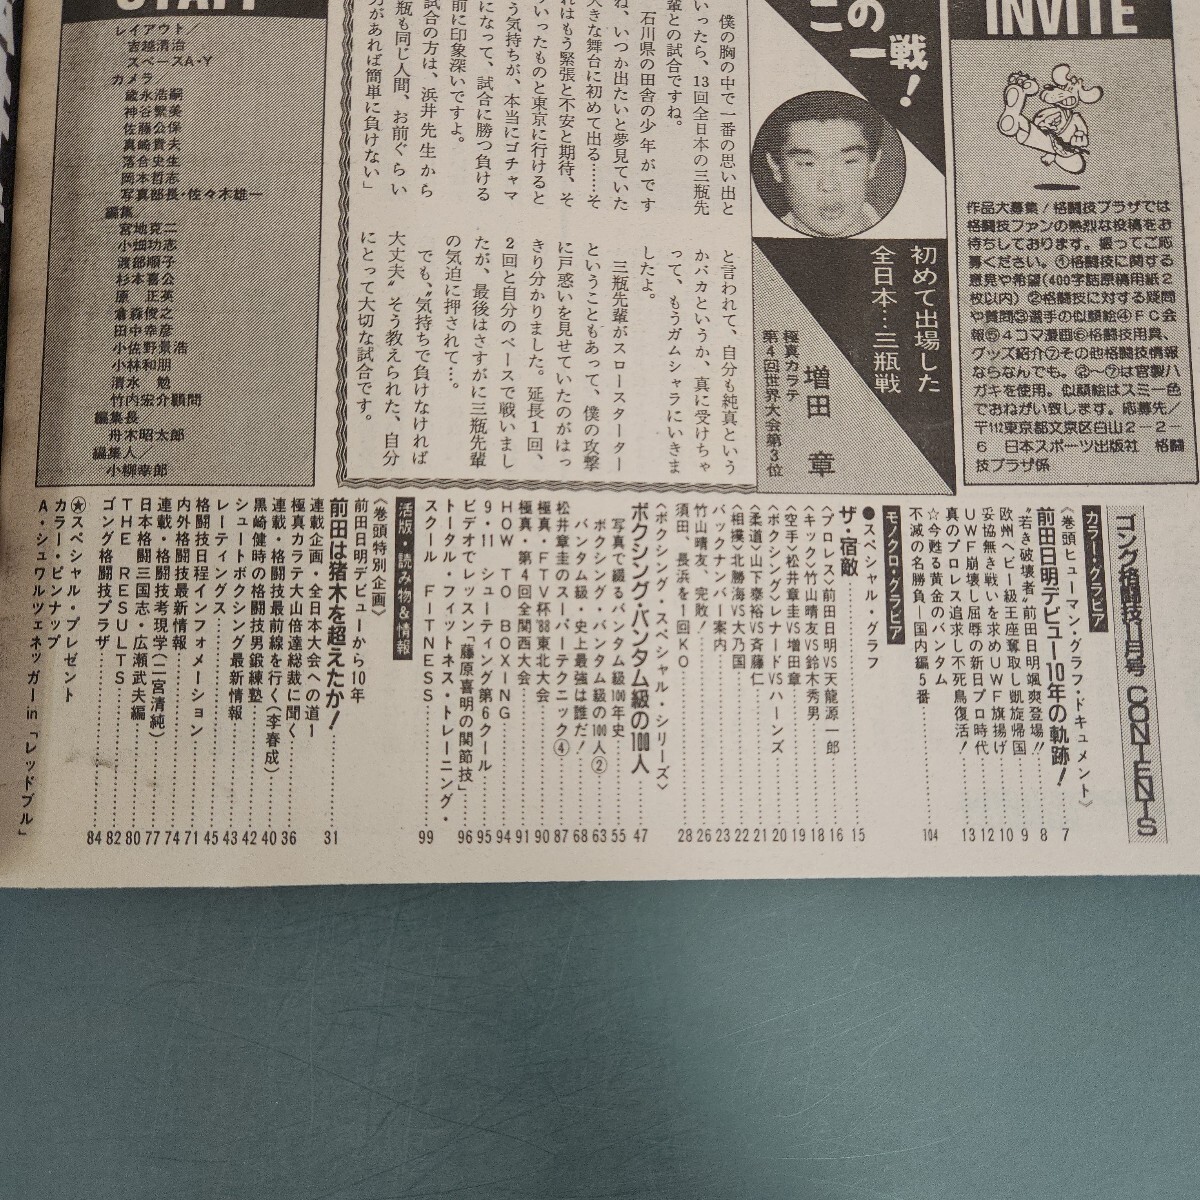 INVITE
作品大募集！格闘技プラザでは
格闘技ファンの熱烈な投稿をお
待ちしております。振ってご応
募ください。①格闘技に関する
意見や希望(400字詰原稿用紙2
枚以内)②格闘技に対する疑問
や質問③選手の似顔絵④FC会
報⑤4コマ漫画⑥格闘技用具、
グッズ紹介⑦その他格闘技情報
ならなんでも。②〜⑦は官製ハ
ガキを使用。似顔絵はスミ一色
でおねがい致します。応募先／
〒112東京都文京区白山2-2-
6 日本スポーツ出版社 格闘
技プラザ係
の一戦！
こ
初めて出場した
全日本…三瓶戦
増田 章
極真カラテ
第4回世界大会第3位
僕の胸の中で一番の思い出と
いったら、13回全日本の三瓶先
輩との試合ですね。
石川県の田舎の少年がです
ね、いつか出たいと夢見ていた
大きな舞台に初めて出る……そ
れはもう緊張と不安と期待、そ
ういったものと東京に行けると
う気持ちが、本当にゴチャマ
になって、試合に勝つ負ける
前に印象深いですよ。
試合の方は、浜井先生から
三瓶も同じ人間、お前ぐらい
力があれば簡単に負けない」
と言われて、自分も純真という
かバカというか、真に受けちゃ
って、もうガムシャラにいきま
したよ。
三瓶先輩がスロースターター
ということもあって、僕の攻撃
に戸惑いを見せていたのがはっ
きり分かりました。延長1回、
2回と自分のペースで戦いまし
たが、最後はさすがに三瓶先輩
の気迫に押されて…。
でも、〝気持ちで負けなければ
大丈夫〟そう教えられた、自分
にとって大切な試合です。
STAFF
レイアウト／
吉越清治
スペースA・Y
カメラ
歳永浩嗣
神谷繁美
佐藤公保
真崎貴夫
落合史生
岡本哲志
写真部長・佐々木雄一
編集／
宮地克二
小畑功志
渡部順子
杉本喜公
原 正英
倉森俊之
田中幸彦
小佐野景浩
小林和朋
清水 勉
竹内宏介顧問
編集長
舟木昭太郎
編集人／
小柳幸郎
ゴング格闘技1月号 CONTENTS
カラー・グラビア
〈巻頭ヒューマン・グラフ・ドキュメント〉……7
前田日明デビュー10年の軌跡！……8
〝若き破壊者〟前田日明颯爽登場!!……9
欧州ヘビー級王座奪取し凱旋帰国……10
妥協無き戦いを求めUWF旗揚げ……12
UWF崩壊し屈辱の新日プロ時代……13
真のプロレス追求し不死鳥復活！
☆今甦る黄金のバンタム
不滅の名勝負――国内編5番……104
モノクロ・グラビア
●スペシャル・グラフ
ザ・宿敵……15
〈プロレス〉前田日明VS天龍源一郎……16
〈キック〉竹山晴友VS鈴木秀男……18
〈空手〉松井章圭VS増田章……19
〈ボクシング〉レナードVSハーンズ……20
〈柔道〉山下泰裕VS斉藤仁……21
〈相撲〉北勝海VS大乃国……22
バックナンバー案内……23
竹山晴友、完敗！……26
須田、長浜を1回KO……28
〈ボクシング・スペシャル・シリーズ〉
ボクシング・バンタム級の100人……47
写真で綴るバンタム級100年史……55
ボクシング・バンタム級の100人②……63
バンタム級・史上最強は誰だ！……68
松井章圭のスーパーテクニック④……87
極真・FTV杯'88東北大会……90
極真・第4回全関西大会……91
HOW TO BOXING……94
9・11 シューティング第6クール……95
ビデオでレッスン「藤原喜明の関節技」……96
トータル・フィットネス・トレーニング・
スクール FITNESS……99
活版・読み物&情報
〈巻頭特別企画〉
前田日明デビューから10年
前田は猪木を超えたか！……31
連載企画・全日本大会への道――
極真カラテ大山倍達総裁に聞く……36
連載・格闘技最前線を行く(李春成)……40
黒崎健時の格闘技男鍛練塾……42
シュートボクシング最新情報……43
レーティングス……45
格闘技日程インフォメーション……71
内外格闘技最新情報……74
連載・格闘技考現学(二宮清純)……77
日本格闘三国志・広瀬武夫編……80
THE RESULTS……82
ゴング格闘技プラザ……84
★スペシャル・プレゼント
カラー・ピンナップ
A・シュワルツェネッガーin「レッドブル」